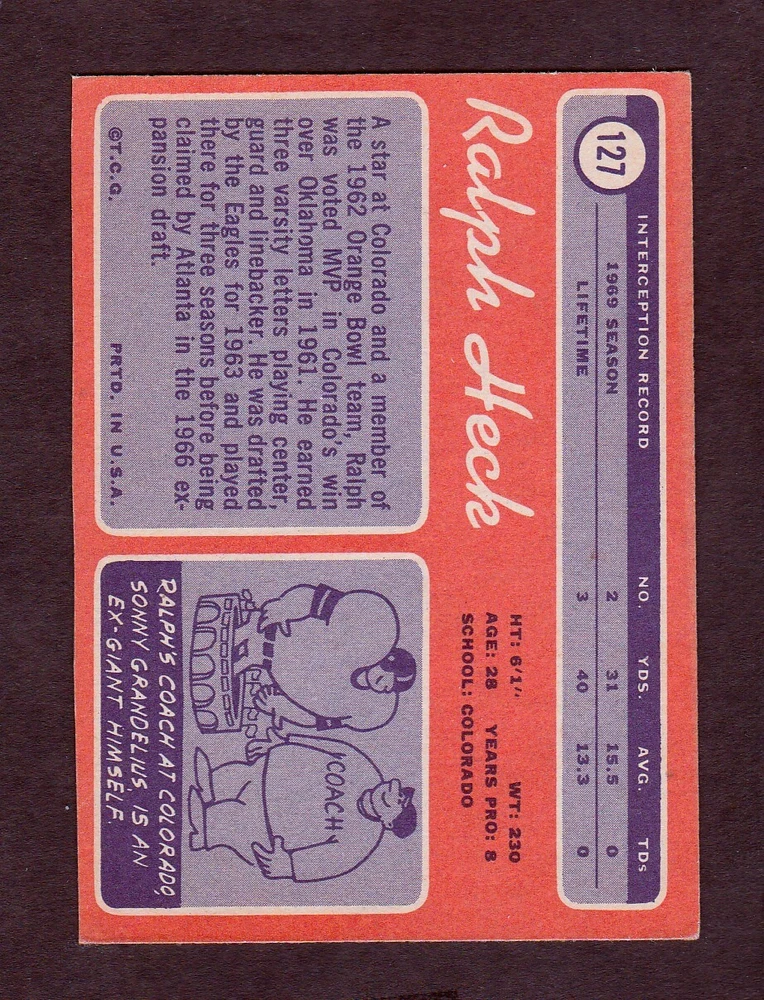 127
INTERCEPTION RECORD NO. YDS. AVG. TDs
1969 SEASON 2 31 15.5 0
LIFETIME 3 40 13.3 0
Ralph Heck
HT: 6'1" WT: 230
AGE: 28 YEARS PRO: 8
SCHOOL: COLORADO
A star at Colorado and a member of
the 1962 Orange Bowl team, Ralph
was voted MVP in Colorado's win
over Oklahoma in 1961. He earned
three varsity letters playing center,
guard and linebacker. He was drafted
by the Eagles for 1963 and played
there for three seasons before being
claimed by Atlanta in the 1966 ex-
pansion draft.
©T.C.G. PRTD. IN U.S.A.
COACH
RALPH'S COACH AT COLORADO,
SONNY GRANDELIUS IS AN
EX-GIANT HIMSELF